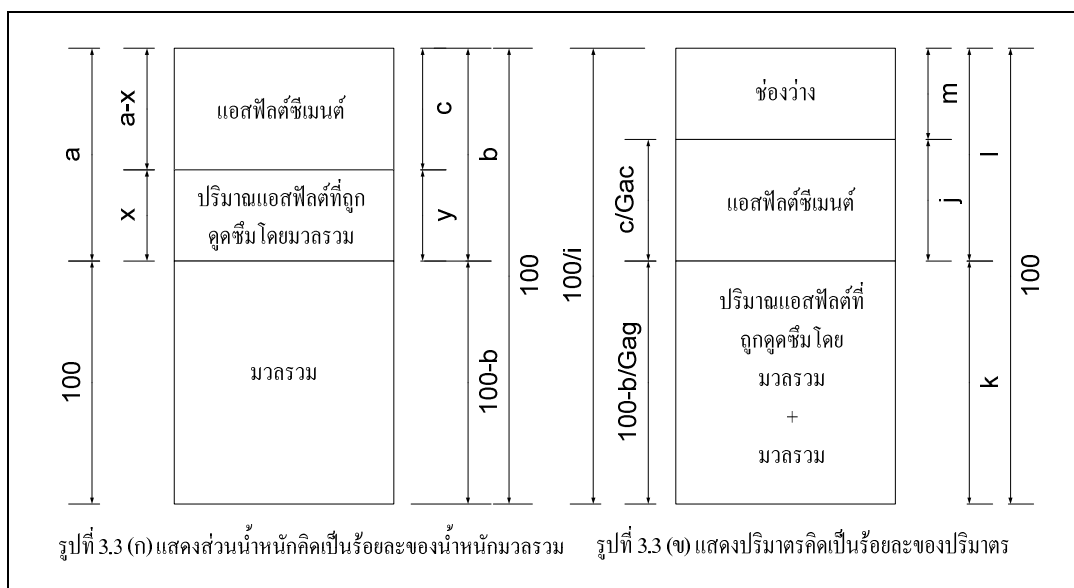 a
a-x
x
100
แอสฟัลต์ซีเมนต์
ปริมาณแอสฟัลต์ที่ถูก
ดูดซึมโดยมวลรวม
มวลรวม
c
y
b
100-b
100
100/i
c/Gac
100-b/Gag
ช่องว่าง
แอสฟัลต์ซีเมนต์
ปริมาณแอสฟัลต์ที่
ถูกดูดซึมโดย
มวลรวม
+
มวลรวม
m
j
l
k
100
รูปที่ 3.3 (ก) แสดงส่วนน้ำหนักคิดเป็นร้อยละของน้ำหนักมวลรวม
รูปที่ 3.3 (ข) แสดงปริมาตรคิดเป็นร้อยละของปริมาตร